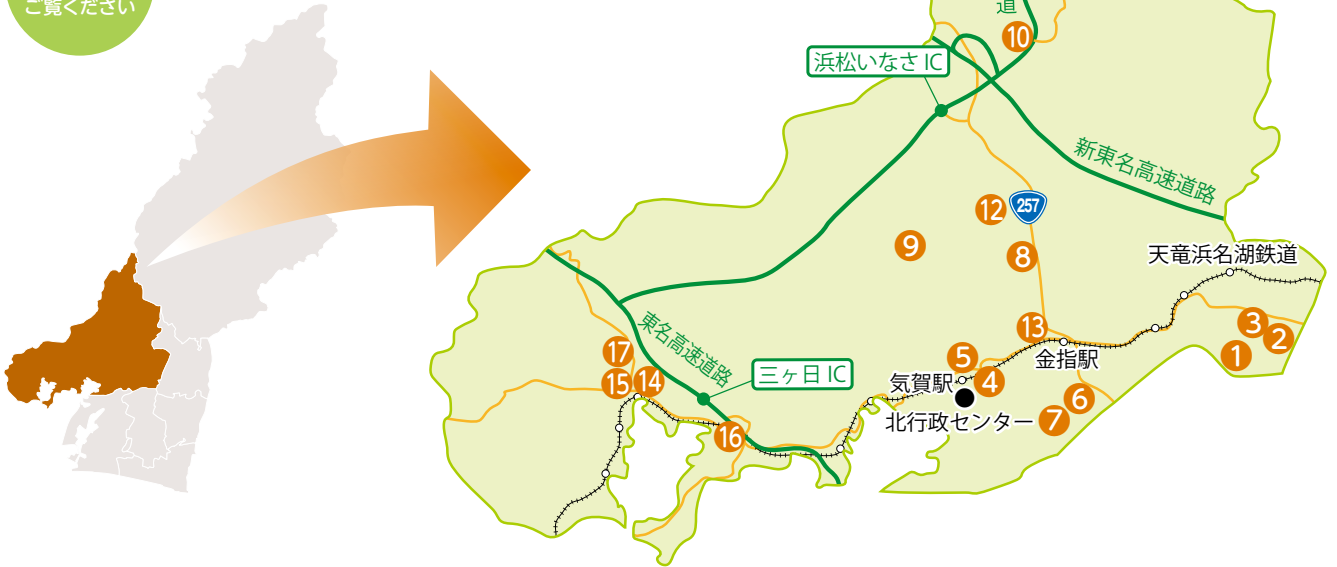 ご覧ください
道
⑩
浜松いなさ IC
新東名高速道路
257
⑫
⑨
⑧
天竜浜名湖鉄道
③
②
①
⑬
金指駅
⑤
④
気賀駅
北行政センター
⑥
⑦
東名高速道路
三ヶ日 IC
⑰
⑮
⑭
⑯